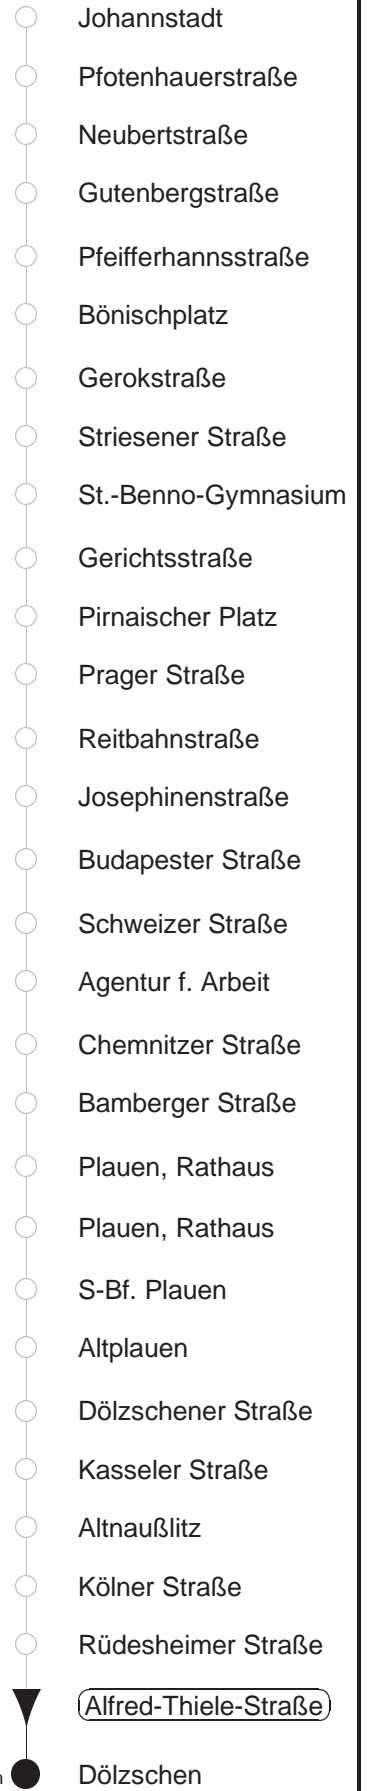 Johannstadt
Pfotenhauerstraße
Neubertstraße
Gutenbergstraße
Pfeifferhannsstraße
Bönischplatz
Gerokstraße
Striesener Straße
St.-Benno-Gymnasium
Gerichtsstraße
Pirnaischer Platz
Prager Straße
Reitbahnstraße
Josephinenstraße
Budapester Straße
Schweizer Straße
Agentur f. Arbeit
Chemnitzer Straße
Bamberger Straße
Plauen, Rathaus
Plauen, Rathaus
S-Bf. Plauen
Altplauen
Dölzschener Straße
Kasseler Straße
Altnaußlitz
Kölner Straße
Rüdesheimer Straße
Alfred-Thiele-Straße
Dölzschen